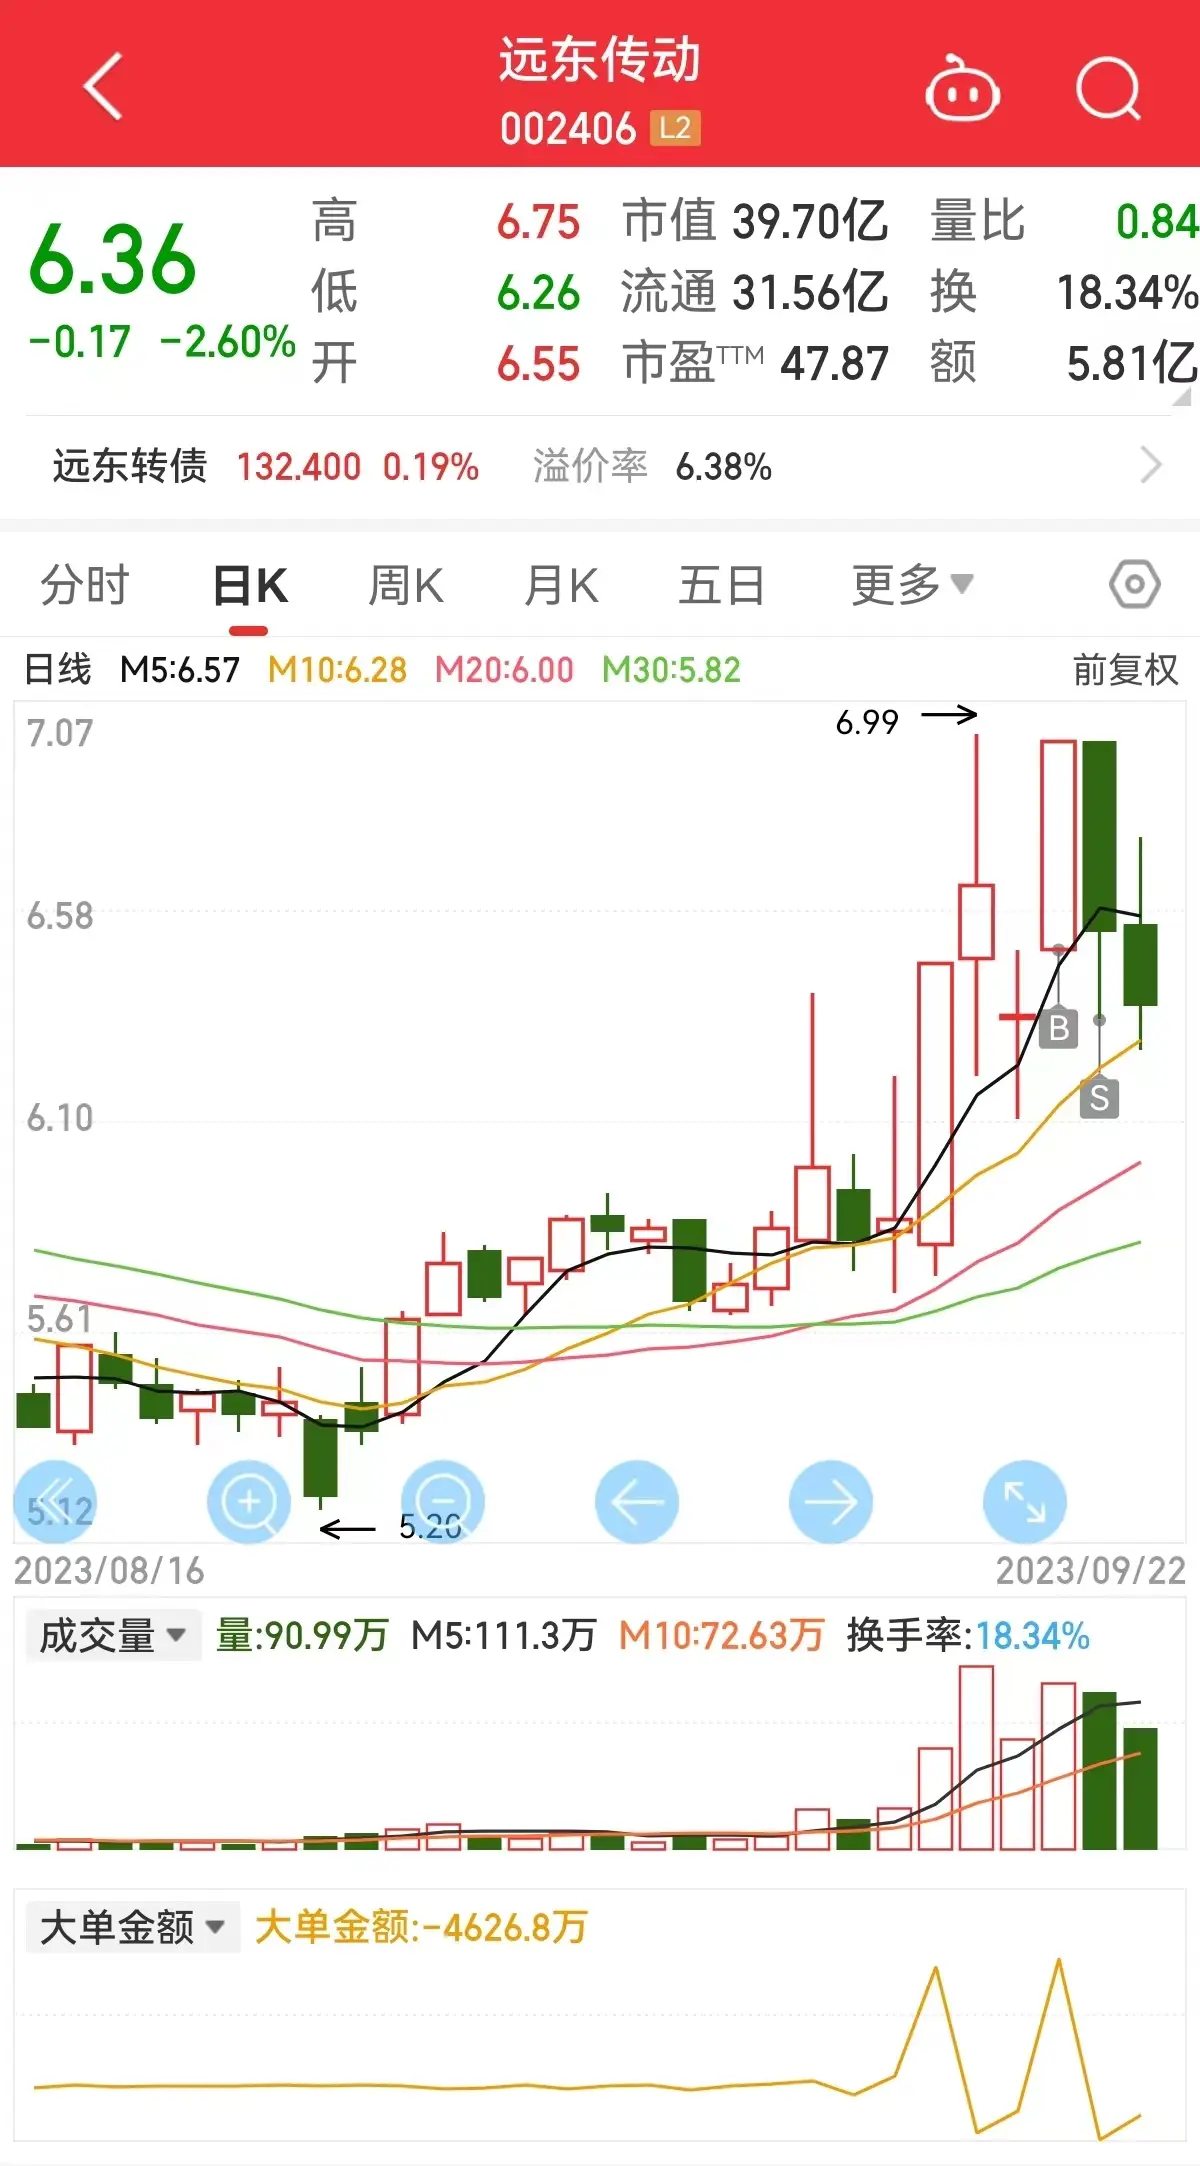 远东传动
002406 L2
6.36
-0.17 -2.60%
高 6.75 市值 39.70亿 量比 0.84
低 6.26 流通 31.56亿 换 18.34%
开 6.55 市盈TTM 47.87 额 5.81亿
远东转债 132.400 0.19% 溢价率 6.38%
分时 日K 周K 月K 五日 更多
日线 M5:6.57 M10:6.28 M20:6.00 M30:5.82 前复权
7.07
6.99
6.58
B
S
6.10
5.61
5.12
5.20
2023/08/16 2023/09/22
成交量 量:90.99万 M5:111.3万 M10:72.63万 换手率:18.34%
大单金额 大单金额:-4626.8万